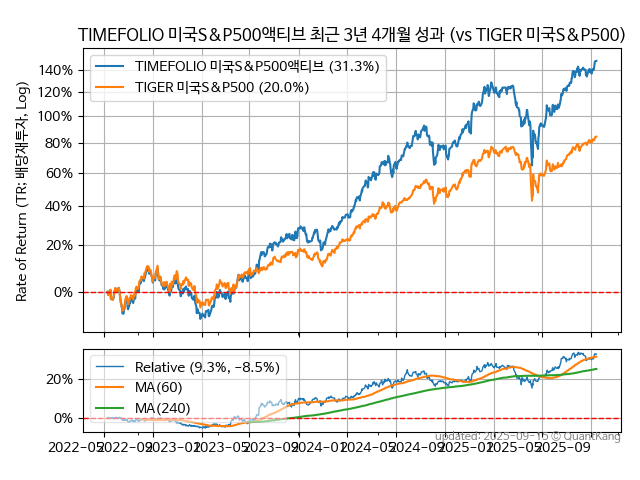 TIMEFOLIO 미국S&P500액티브 최근 3년 4개월 성과 (vs TIGER 미국S&P500)
TIMEFOLIO 미국S&P500액티브 (31.3%)
TIGER 미국S&P500 (20.0%)
Rate of Return (TR: 배당재투자, Log)
140%
120%
100%
80%
60%
40%
20%
0%
Relative (9.3%, -8.5%)
MA(60)
MA(240)
20%
0%
updated: 2025-09-16 © QuantKang
2022-05 2022-09 2023-01 2023-05 2023-09 2024-01 2024-05 2024-09 2025-01 2025-05 2025-09